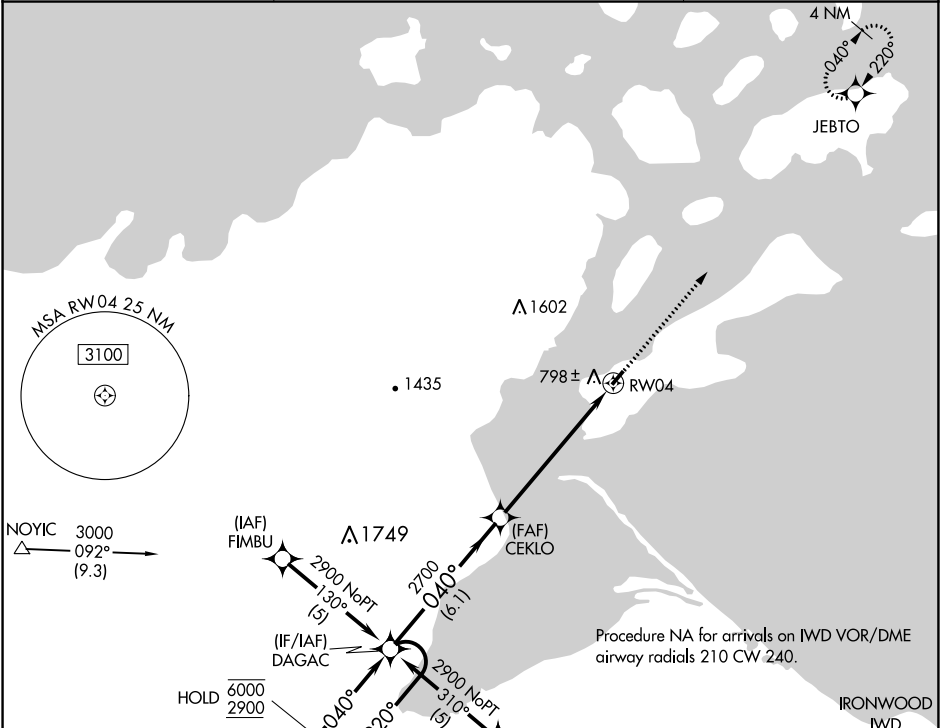 4 NM
040°
220°
JEBTO
MSA RW04 25 NM
3100
1602
1435
798 ±
RW04
NOYIC
3000
092°
(9.3)
(IAF)
FIMBU
1749
(FAF)
CEKLO
2900 NoPT
130°
(5)
2700
040°
(6.1)
(IF/IAF)
DAGAC
Procedure NA for arrivals on IWD VOR/DME
airway radials 210 CW 240.
2900 NoPT
310°
(5)
HOLD
6000
2900
040°
IRONWOOD
IWD